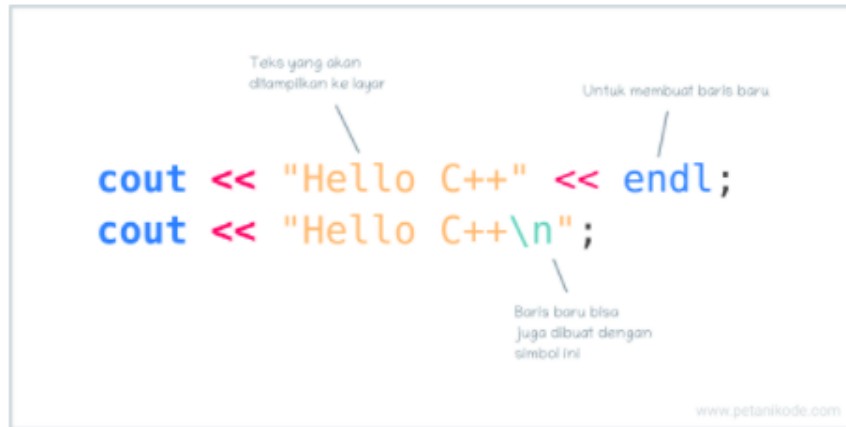 Teks yang akan
ditampilkan ke layar
Untuk membuat baris baru
cout << "Hello C++" << endl;
cout << "Hello C++\n";
Baris baru bisa
juga dibuat dengan
simbol ini
www.petanikode.com